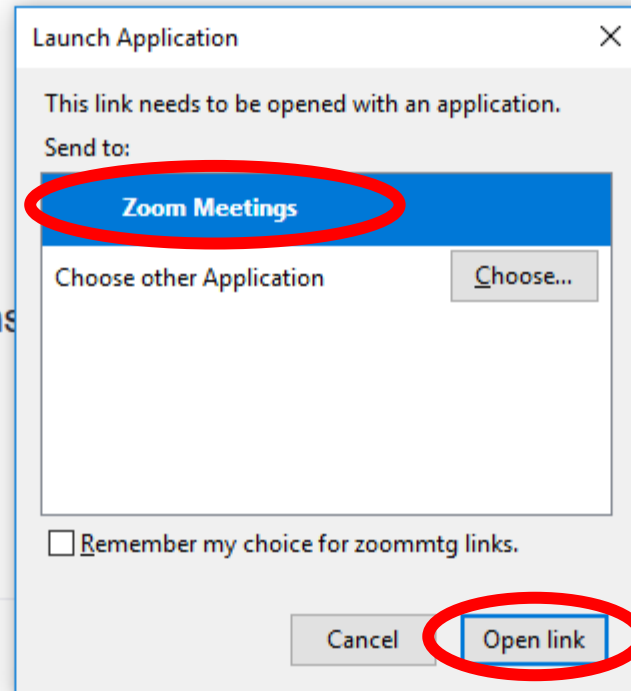 Launch Application
This link needs to be opened with an application.
Send to:
Zoom Meetings
Choose other Application
Choose...
Remember my choice for zoommtg links.
Cancel
Open link